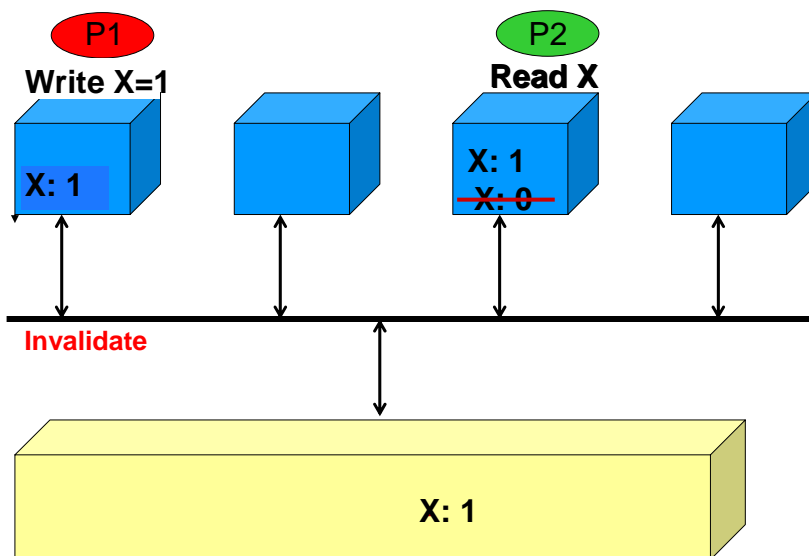 P1
P2
Write X=1
Read X
X: 1
X: 1
X: 0
Invalidate
X: 1